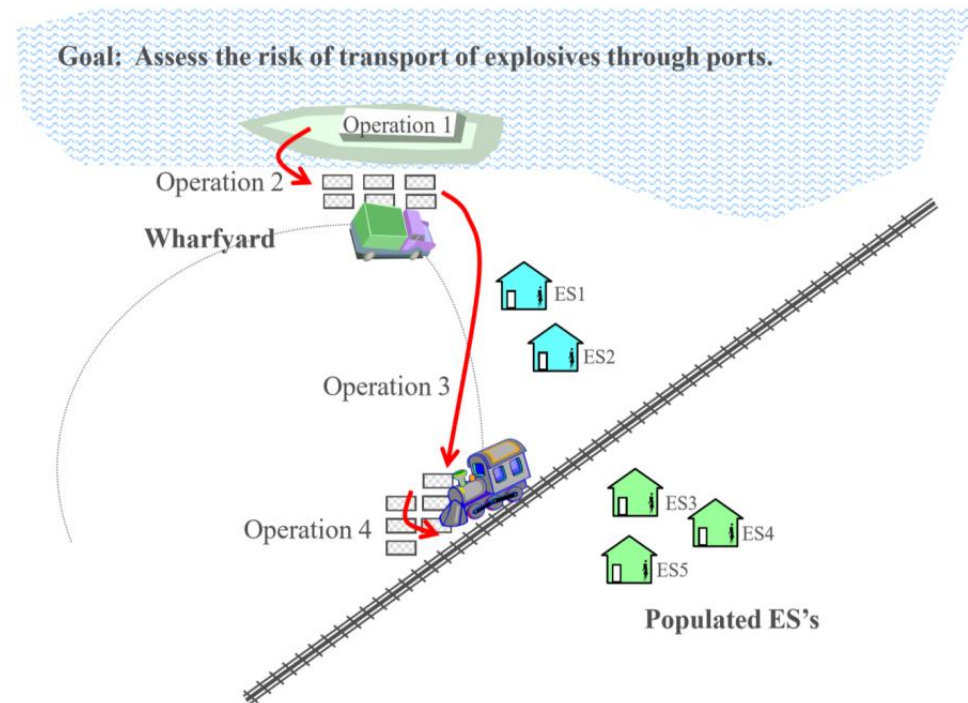 Goal:  Assess the risk of transport of explosives through ports.
Operation 1
Operation 2
Wharfyard
ES1
ES2
Operation 3
ES3
ES4
Operation 4
ES5
Populated ES’s